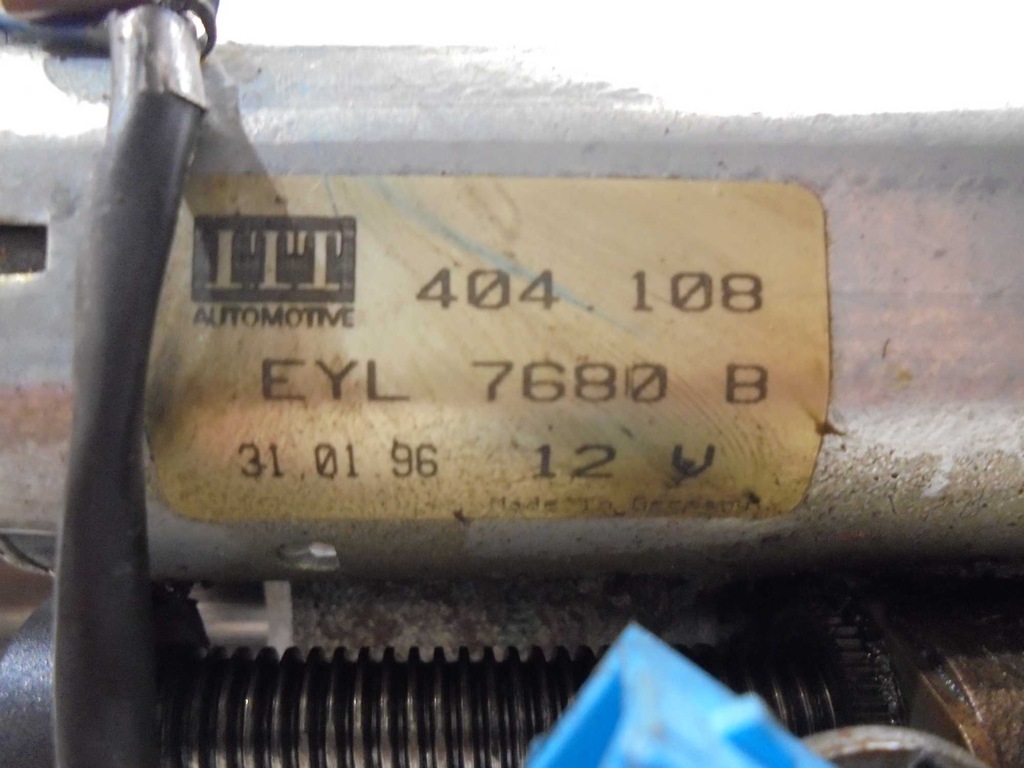 ITT
AUTOMOTIVE
404.108
EYL 7680 B
31.01.96 12 V
Made in Germany